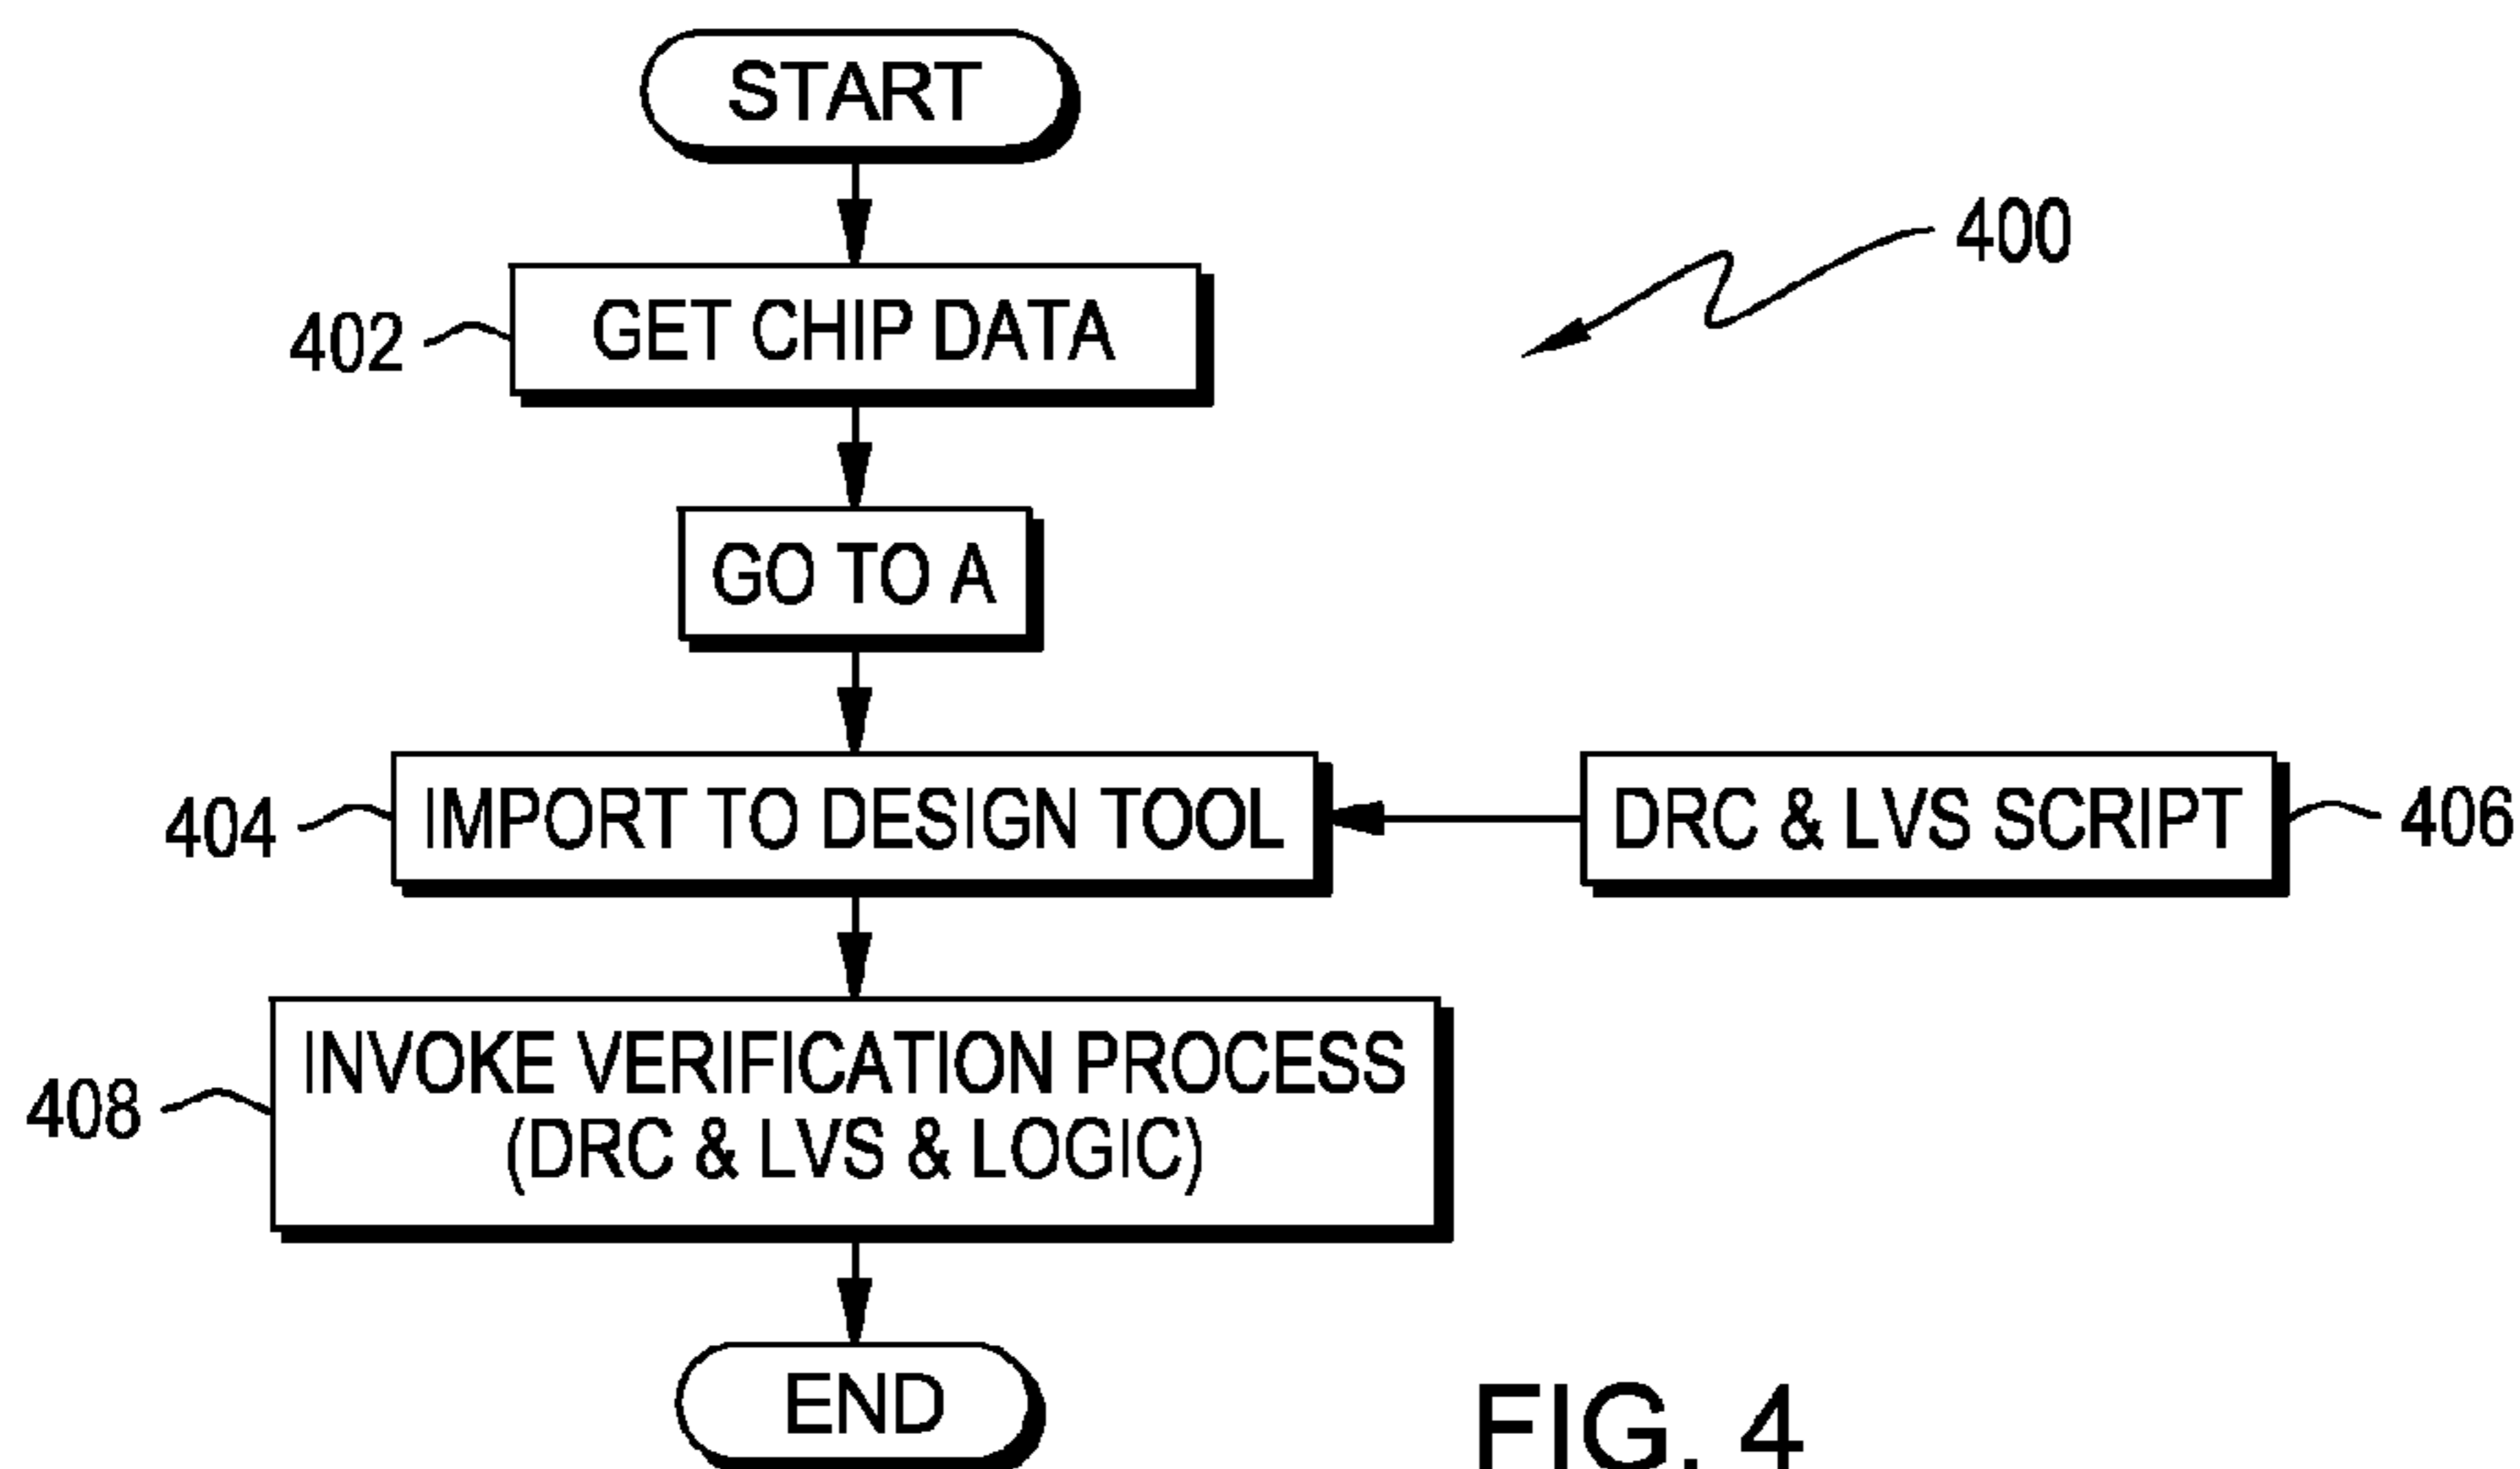 START
400
402
GET CHIP DATA
GO TO A
404
IMPORT TO DESIGN TOOL
DRC & LVS SCRIPT
406
408
INVOKE VERIFICATION PROCESS
(DRC & LVS & LOGIC)
END
FIG. 4